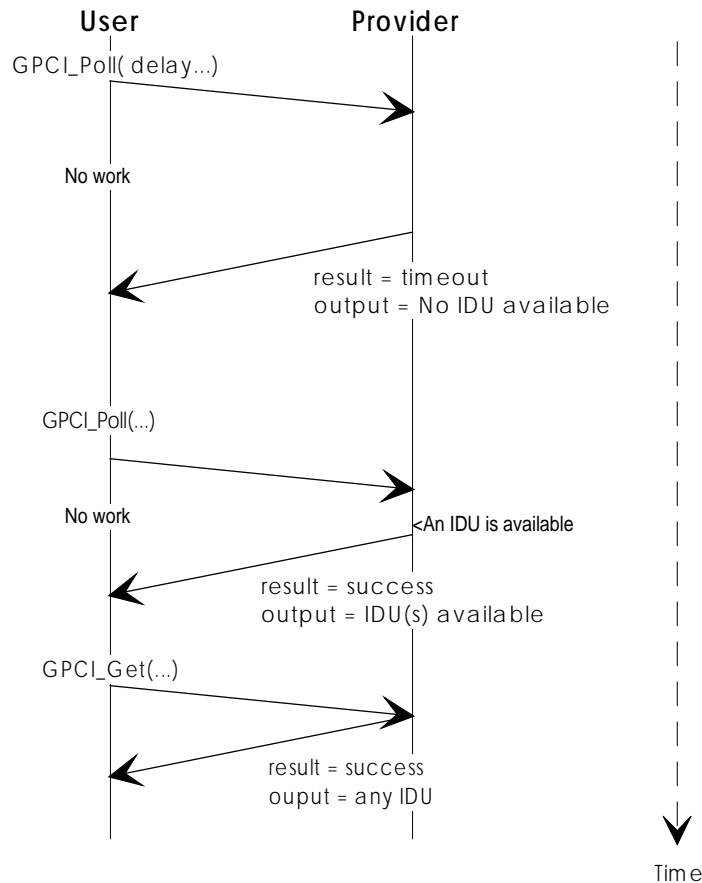 User
Provider
GPCI_Poll( delay...)
No work
result = timeout
output = No IDU available
GPCI_Poll(...)
No work
<An IDU is available
result = success
output = IDU(s) available
GPCI_Get(...)
result = success
ouput = any IDU
Time